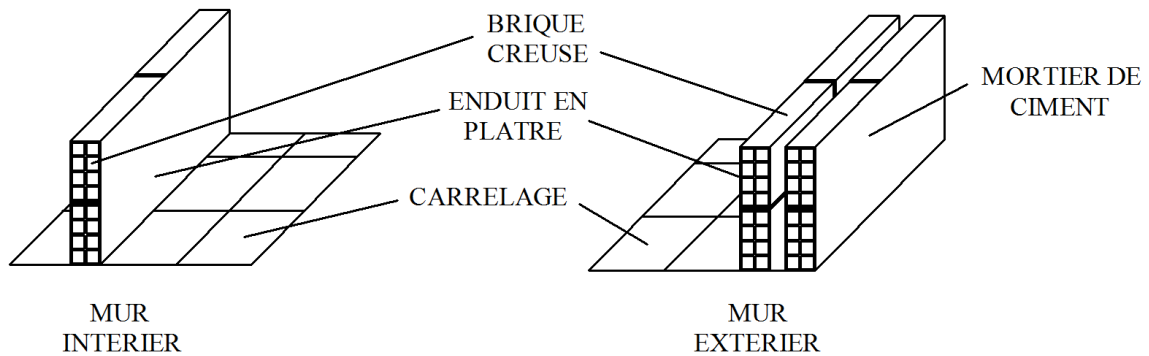 BRIQUE
CREUSE
MORTIER DE
CIMENT
ENDUIT EN
PLATRE
CARRELAGE
MUR
INTERIER
MUR
EXTERIER